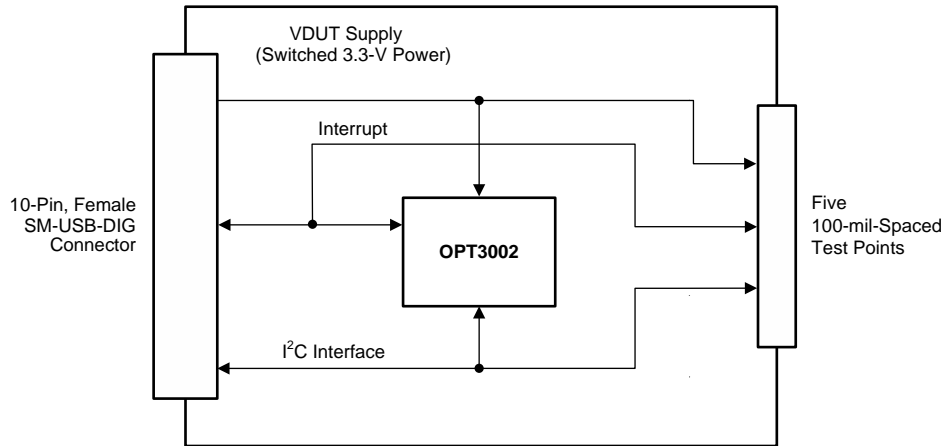 VDUT Supply
(Switched 3.3-V Power)
Interrupt
10-Pin, Female
SM-USB-DIG
Connector
OPT3002
Five
100-mil-Spaced
Test Points
I²C Interface